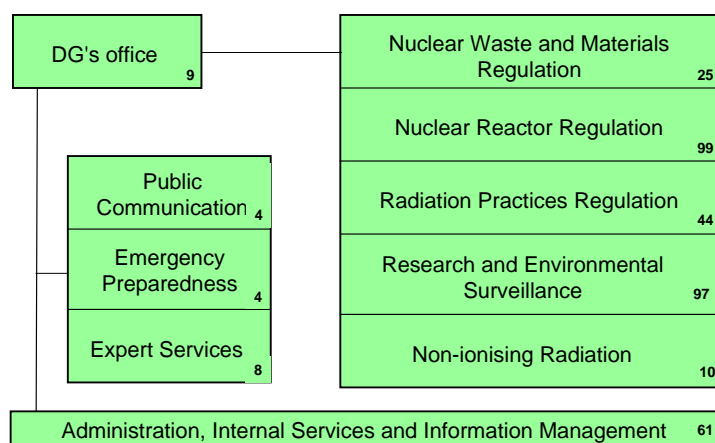 DG's office
9
Nuclear Waste and Materials
Regulation
25
Nuclear Reactor Regulation
99
Radiation Practices Regulation
44
Research and Environmental
Surveillance
97
Non-ionising Radiation
10
Public
Communication
4
Emergency
Preparedness
4
Expert Services
8
Administration, Internal Services and Information Management
61